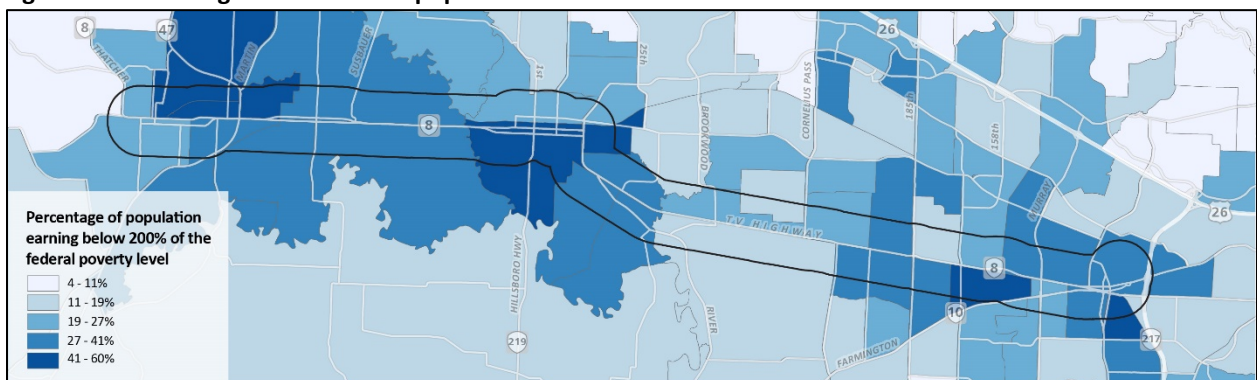 8
47
THATCHER
MARTIN
SUSBAUER
1st
25th
BROOKWOOD
CORNELIUS PASS
185th
158th
MURRAY
26
26
8
TV HIGHWAY
8
10
217
FARMINGTON
HILLSBORO HWY
219
RIVER
Percentage of population
earning below 200% of the
federal poverty level
4 - 11%
11 - 19%
19 - 27%
27 - 41%
41 - 60%